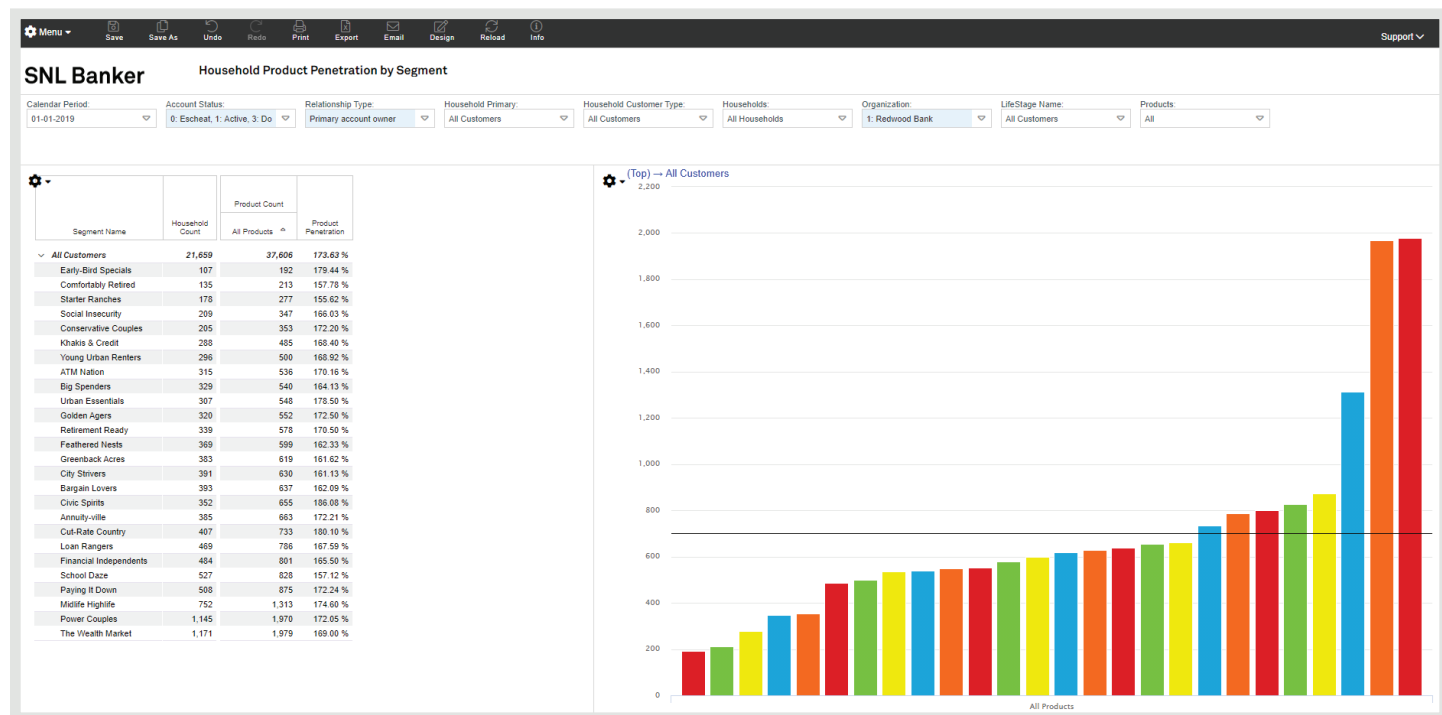 Menu Save Save As Undo Redo Print Export Email Design Reload Info Support
SNL Banker Household Product Penetration by Segment
Calendar Period: Account Status: Relationship Type: Household Primary: Household Customer Type: Households: Organization: LifeStage Name: Products:
01-01-2019 0: Escheat, 1: Active, 3: Do Primary account owner All Customers All Customers All Households 1: Redwood Bank All Customers All
Product Count
Segment Name Household Count All Products Product Penetration
All Customers 21,659 37,606 173.63 %
Early-Bird Specials 107 192 179.44 %
Comfortably Retired 135 213 157.78 %
Starter Ranches 178 277 155.62 %
Social Insecurity 209 347 166.03 %
Conservative Couples 205 353 172.20 %
Khakis & Credit 288 485 168.40 %
Young Urban Renters 296 500 168.92 %
ATM Nation 315 536 170.16 %
Big Spenders 329 540 164.13 %
Urban Essentials 307 548 178.50 %
Golden Agers 320 552 172.50 %
Retirement Ready 339 578 170.50 %
Feathered Nests 369 599 162.33 %
Greenback Acres 383 619 161.62 %
City Strivers 391 630 161.13 %
Bargain Lovers 393 637 162.09 %
Civic Spirits 352 655 186.08 %
Annuity-ville 385 663 172.21 %
Cut-Rate Country 407 733 180.10 %
Loan Rangers 469 786 167.59 %
Financial Independents 484 801 165.50 %
School Daze 527 828 157.12 %
Paying It Down 508 875 172.24 %
Midlife Highlife 752 1,313 174.60 %
Power Couples 1,145 1,970 172.05 %
The Wealth Market 1,171 1,979 169.00 %
(Top) → All Customers
2,200
2,000
1,800
1,600
1,400
1,200
1,000
800
600
400
200
0
All Products